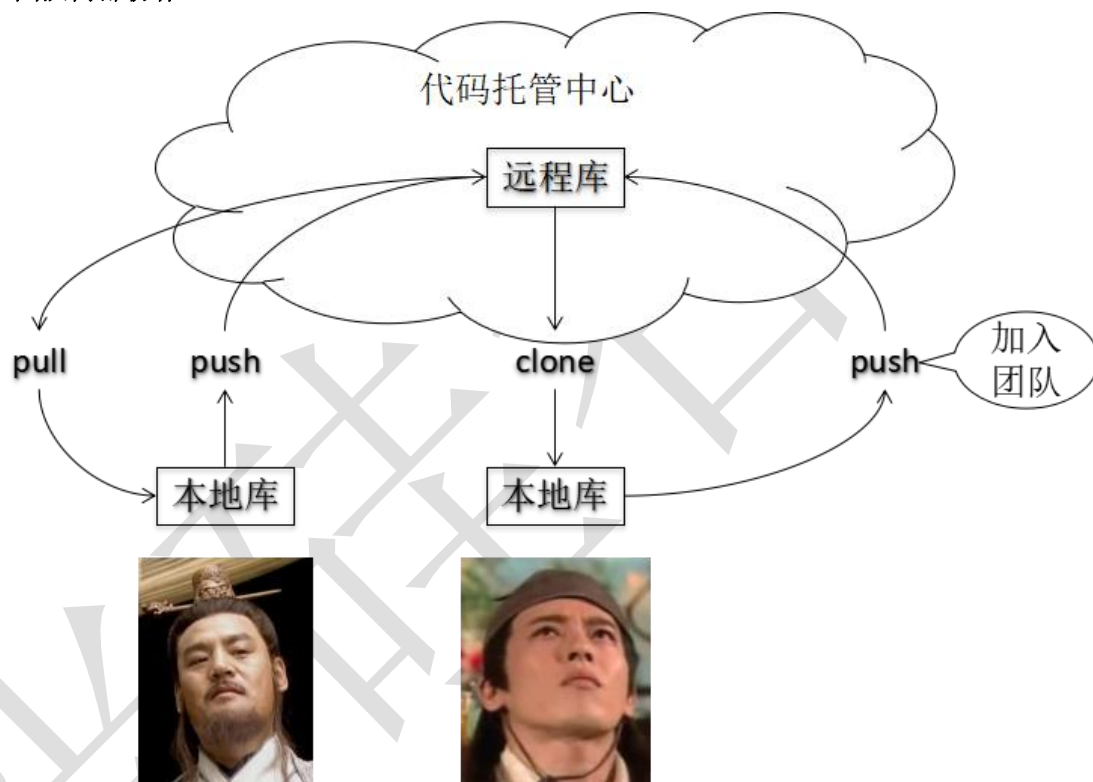 代码托管中心
远程库
pull
push
clone
push
加入
团队
本地库
本地库